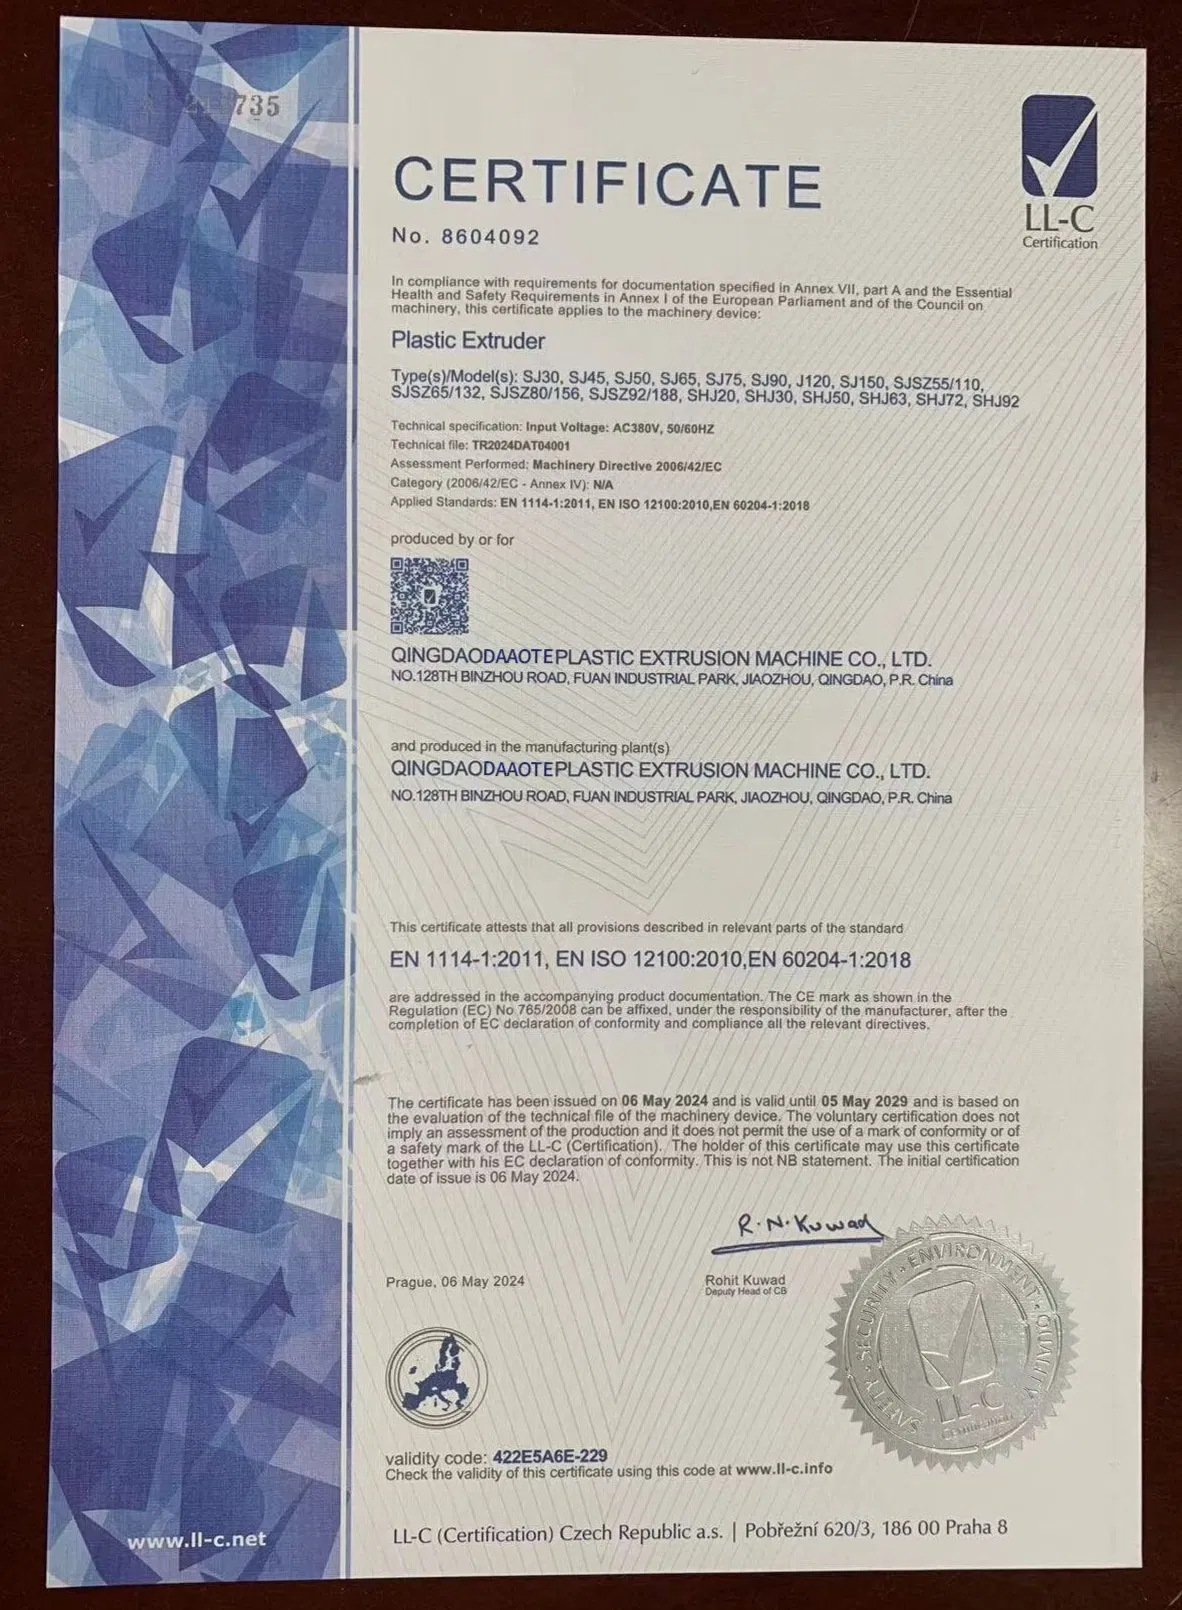 735
CERTIFICATE
No. 8604092
LL-C
Certification
In compliance with requirements for documentation specified in Annex VII, part A and the Essential
Health and Safety Requirements in Annex I of the European Parliament and of the Council on
machinery, this certificate applies to the machinery device:
Plastic Extruder
Type(s)/Model(s): SJ30, SJ45, SJ50, SJ65, SJ75, SJ90, J120, SJ150, SJSZ55/110,
SJSZ65/132, SJSZ80/156, SJSZ92/188, SHJ20, SHJ30, SHJ50, SHJ63, SHJ72, SHJ92
Technical specification: Input Voltage: AC380V, 50/60HZ
Technical file: TR2024DAT04001
Assessment Performed: Machinery Directive 2006/42/EC
Category (2006/42/EC - Annex IV): N/A
Applied Standards: EN 1114-1:2011, EN ISO 12100:2010,EN 60204-1:2018
produced by or for
QINGDAODAAOTEPLASTIC EXTRUSION MACHINE CO., LTD.
NO.128TH BINZHOU ROAD, FUAN INDUSTRIAL PARK, JIAOZHOU, QINGDAO, P.R. China
and produced in the manufacturing plant(s)
QINGDAODAAOTEPLASTIC EXTRUSION MACHINE CO., LTD.
NO.128TH BINZHOU ROAD, FUAN INDUSTRIAL PARK, JIAOZHOU, QINGDAO, P.R. China
This certificate attests that all provisions described in relevant parts of the standard
EN 1114-1:2011, EN ISO 12100:2010,EN 60204-1:2018
are addressed in the accompanying product documentation. The CE mark as shown in the
Regulation (EC) No 765/2008 can be affixed, under the responsibility of the manufacturer, after the
completion of EC declaration of conformity and compliance all the relevant directives.
The certificate has been issued on 06 May 2024 and is valid until 05 May 2029 and is based on
the evaluation of the technical file of the machinery device. The voluntary certification does not
imply an assessment of the production and it does not permit the use of a mark of conformity or of
a safety mark of the LL-C (Certification). The holder of this certificate may use this certificate
together with his EC declaration of conformity. This is not NB statement. The initial certification
date of issue is 06 May 2024.
R.N.Kuwad
Prague, 06 May 2024
Rohit Kuwad
Deputy Head of CB
SAFETY • SECURITY • ENVIRONMENT • QUALITY
LL-C
Certification
validity code: 422E5A6E-229
Check the validity of this certificate using this code at www.ll-c.info
www.ll-c.net
LL-C (Certification) Czech Republic a.s. | Pobřežní 620/3, 186 00 Praha 8